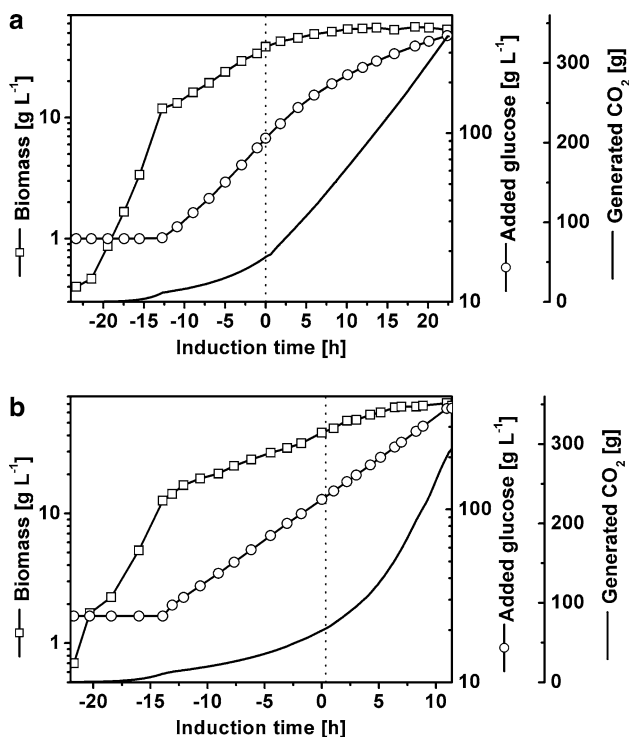 a
Biomass [g L⁻¹]
10
1
-20 -15 -10 -5 0 5 10 15 20
Induction time [h]
100
10
Added glucose [g L⁻¹]
300
200
100
0
Generated CO₂ [g]
b
Biomass [g L⁻¹]
10
1
-20 -15 -10 -5 0 5 10
Induction time [h]
100
10
Added glucose [g L⁻¹]
300
200
100
0
Generated CO₂ [g]